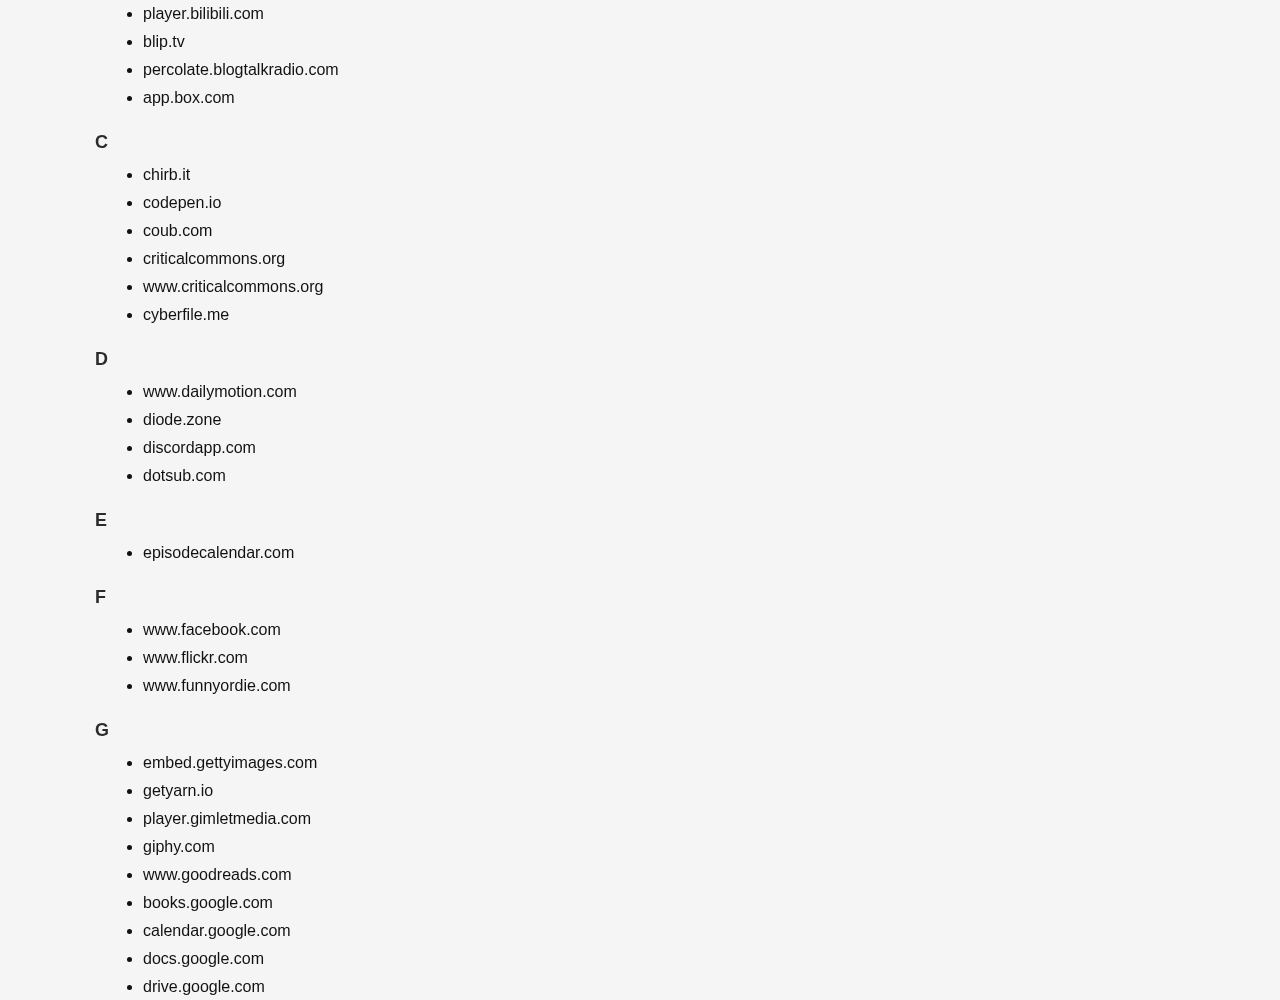 player.bilibili.com
blip.tv
percolate.blogtalkradio.com
app.box.com
C
chirb.it
codepen.io
coub.com
criticalcommons.org
www.criticalcommons.org
cyberfile.me
D
www.dailymotion.com
diode.zone
discordapp.com
dotsub.com
E
episodecalendar.com
F
www.facebook.com
www.flickr.com
www.funnyordie.com
G
embed.gettyimages.com
getyarn.io
player.gimletmedia.com
giphy.com
www.goodreads.com
books.google.com
calendar.google.com
docs.google.com
drive.google.com